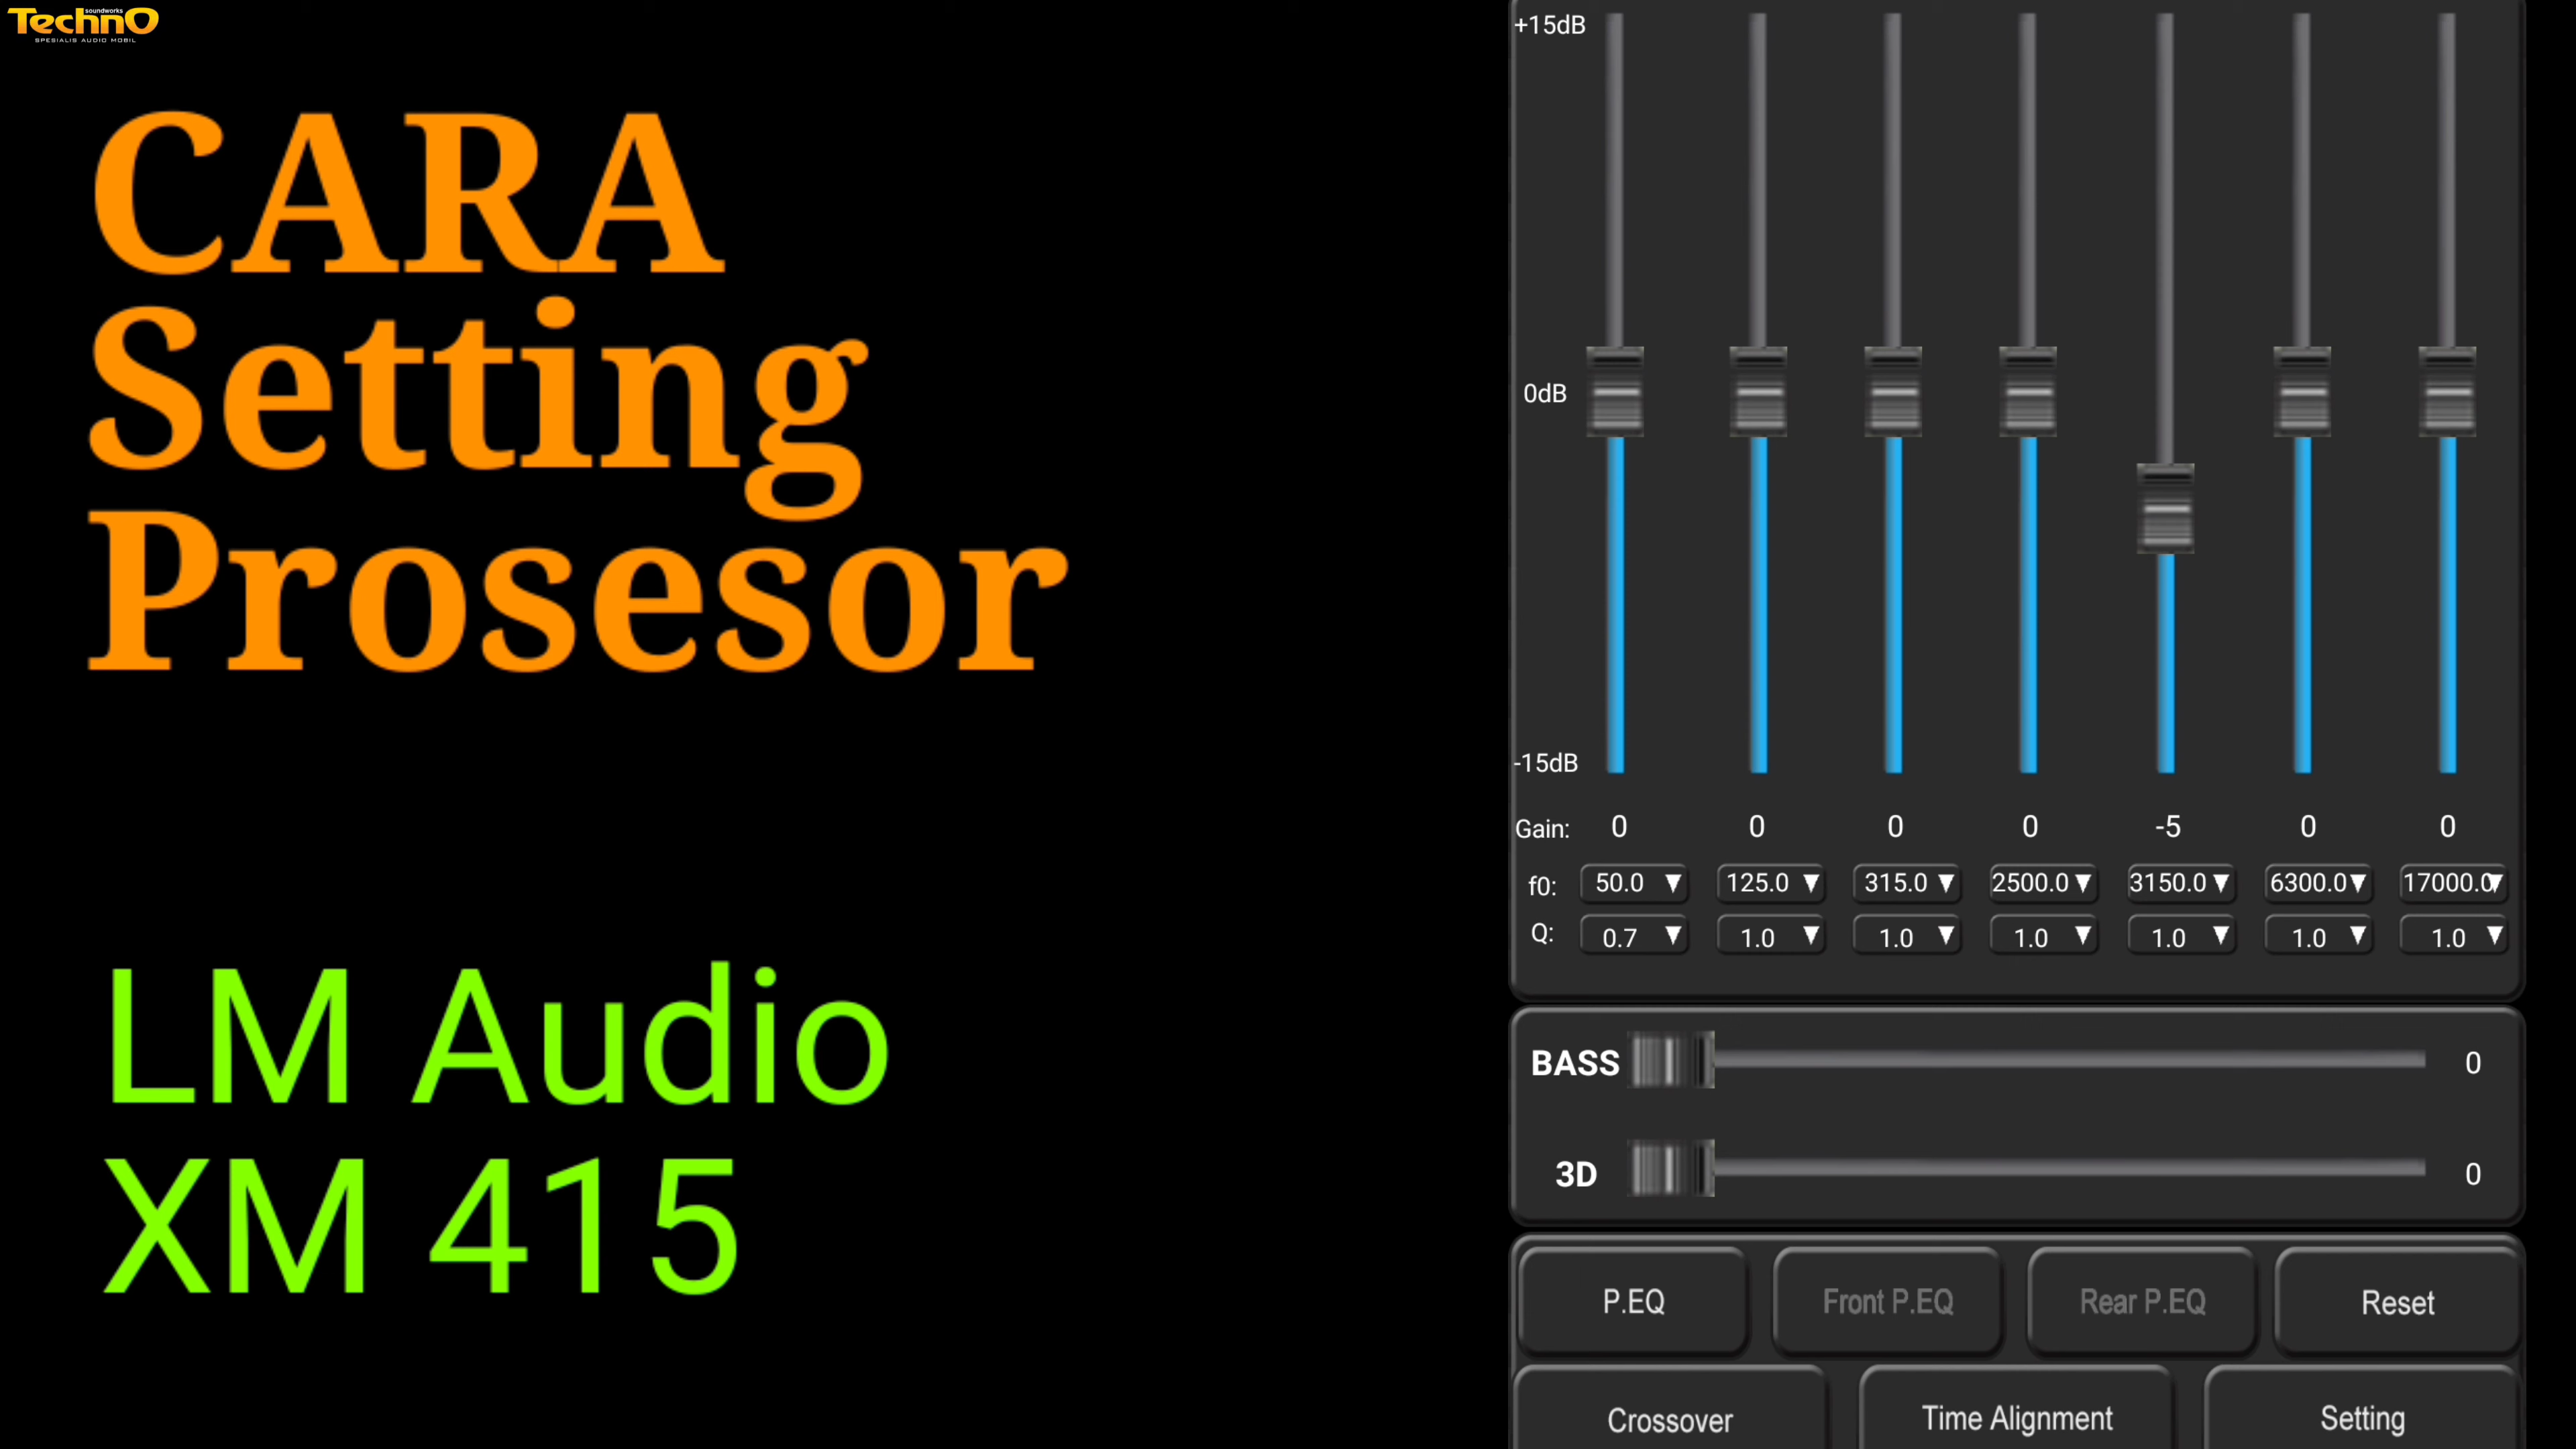 soundworks
TechnO
SPESIALIS AUDIO MOBIL
CARA
Setting
Prosesor
LM Audio
XM 415
+15dB
0dB
-15dB
Gain: 0 0 0 0 -5 0 0
f0: 50.0 125.0 315.0 2500.0 3150.0 6300.0 17000.0
Q: 0.7 1.0 1.0 1.0 1.0 1.0 1.0
BASS 0
3D 0
P.EQ Front P.EQ Rear P.EQ Reset
Crossover Time Alignment Setting